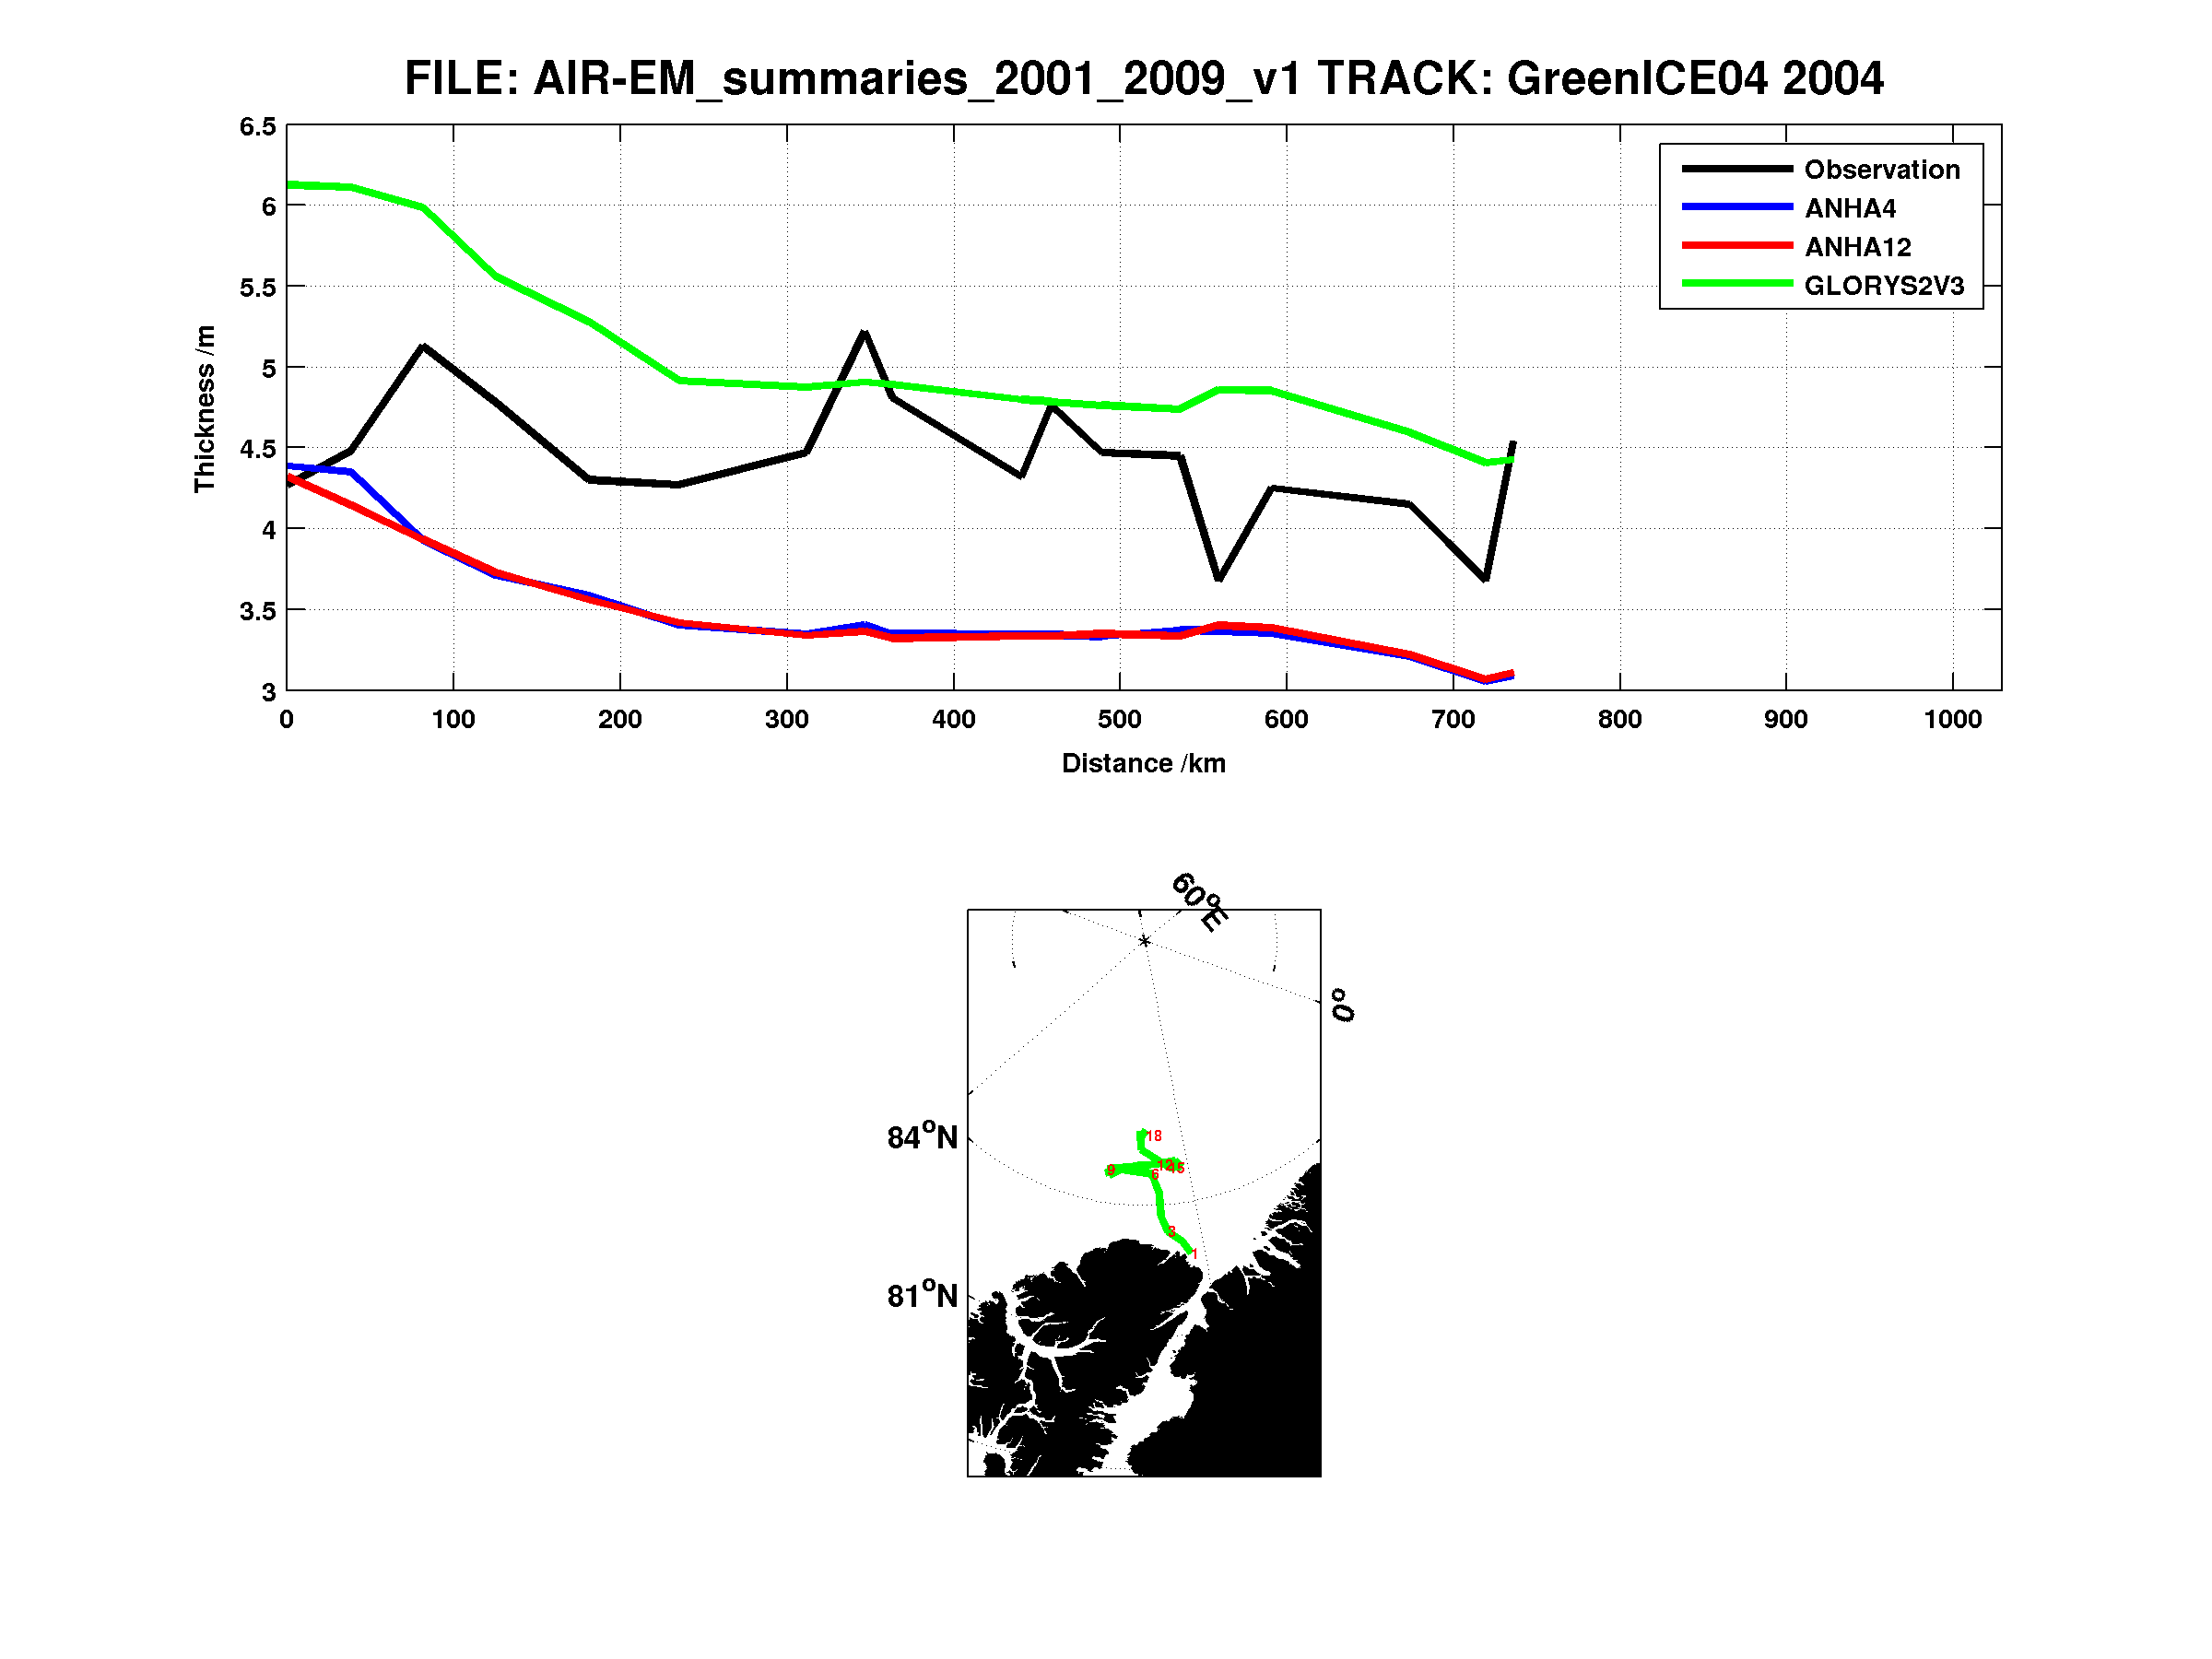 FILE: AIR-EM_summaries_2001_2009_v1 TRACK: GreenICE04 2004
6.5
6
5.5
5
4.5
4
3.5
3
Thickness /m
Observation
ANHA4
ANHA12
GLORYS2V3
0 100 200 300 400 500 600 700 800 900 1000
Distance /km
60°E
0°
84°N
81°N
18
9
12
15
6
3
1